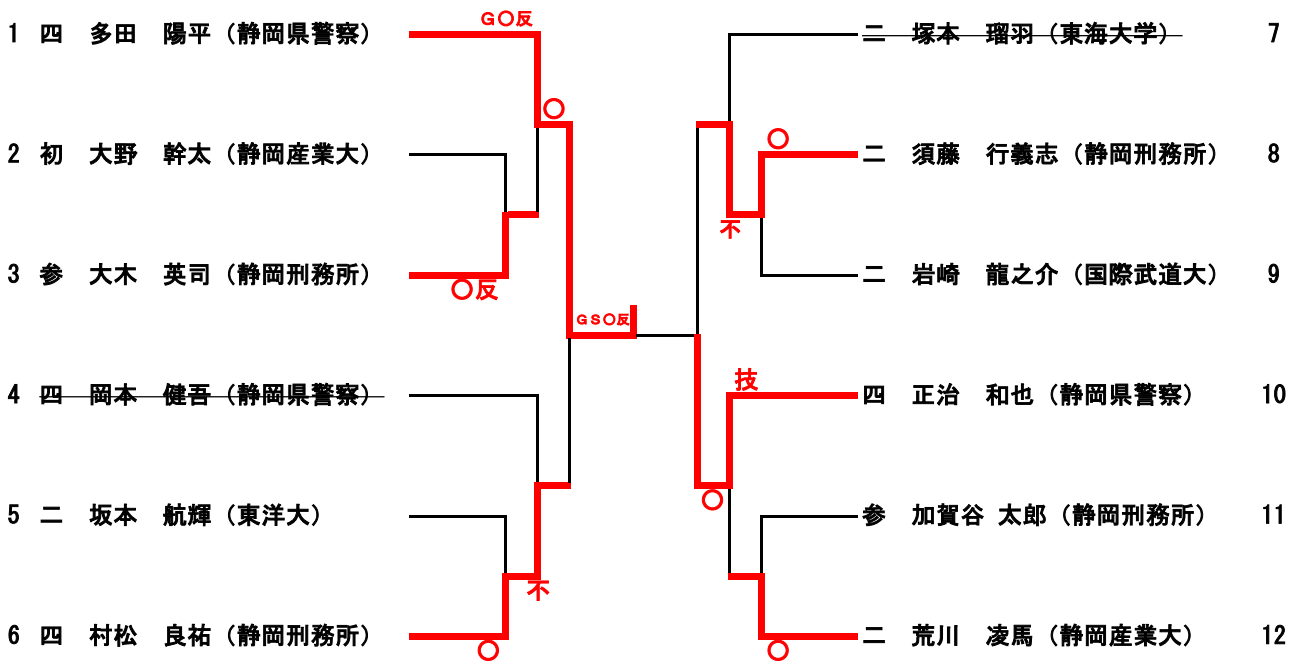 G〇反
1 四 多田 陽平（静岡県警察）
二 塚本 瑠羽（東海大学） 7
〇
〇
2 初 大野 幹太（静岡産業大）
二 須藤 行義志（静岡刑務所） 8
不
3 参 大木 英司（静岡刑務所）
二 岩崎 龍之介（国際武道大） 9
〇反
GS〇反
技
4 四 岡本 健吾（静岡県警察）
四 正治 和也（静岡県警察） 10
〇
5 二 坂本 航輝（東洋大）
参 加賀谷 太郎（静岡刑務所） 11
不
6 四 村松 良祐（静岡刑務所）
二 荒川 凌馬（静岡産業大） 12
〇
〇